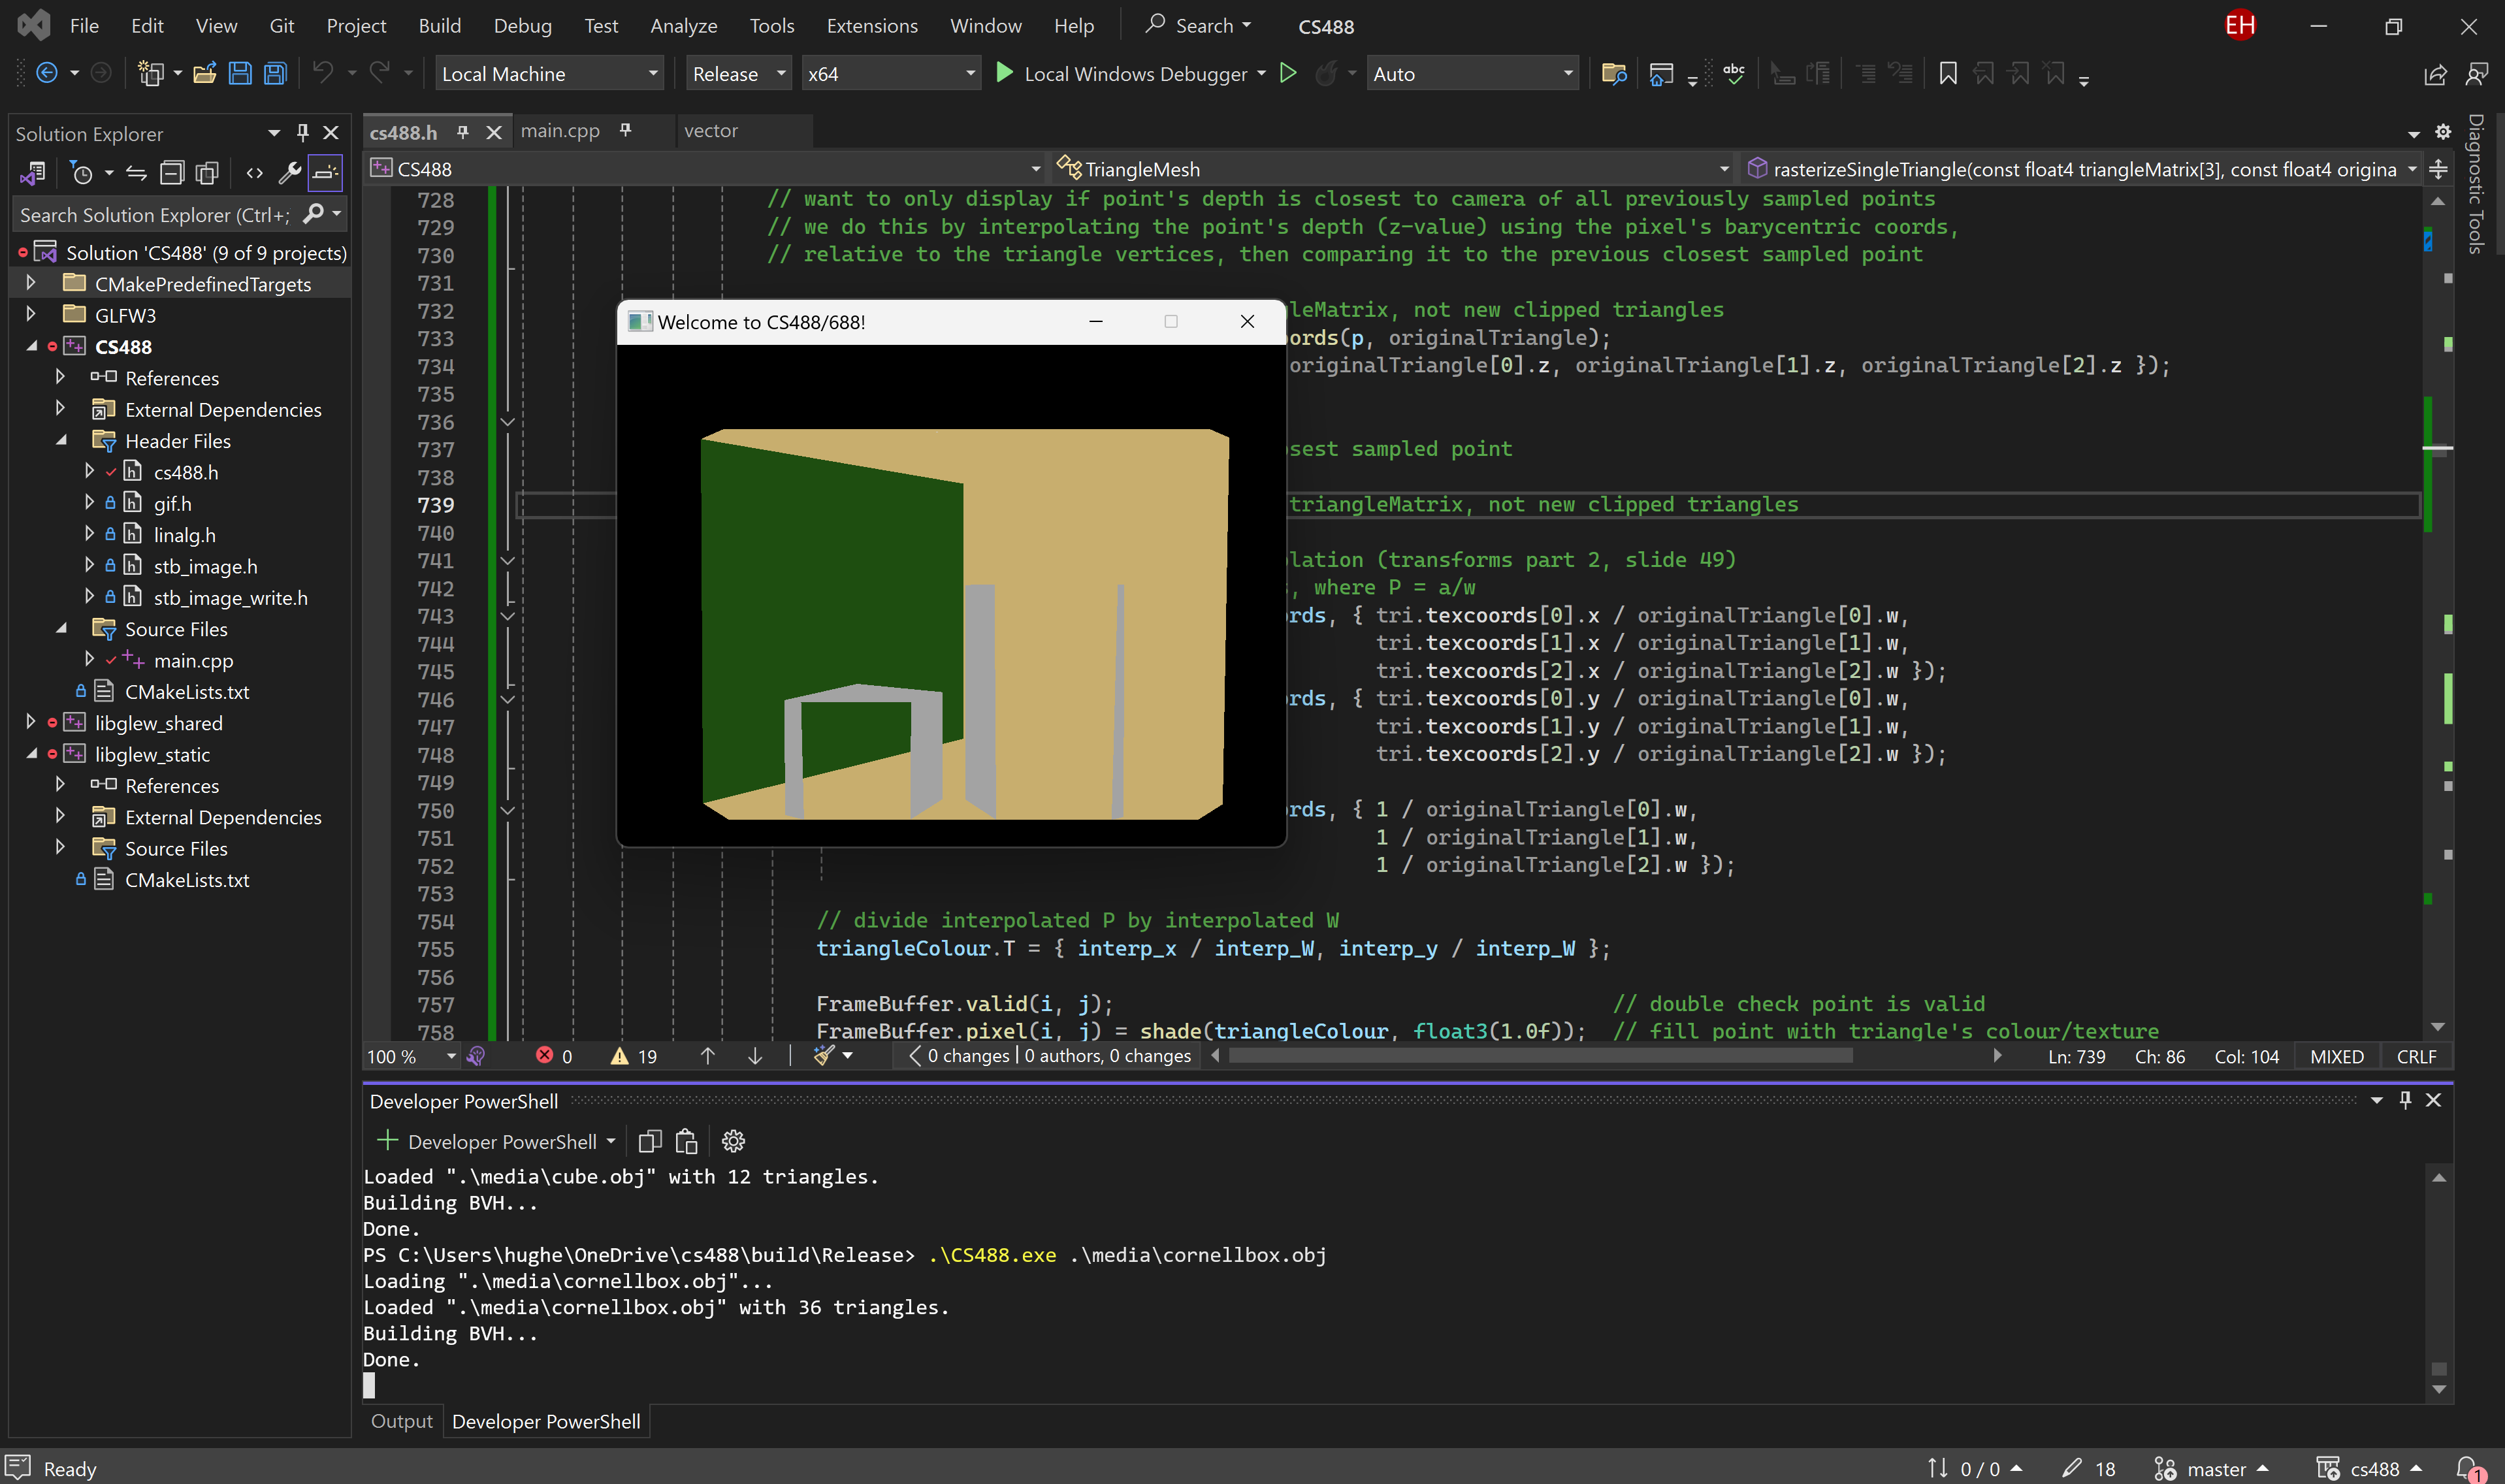 File Edit View Git Project Build Debug Test Analyze Tools Extensions Window Help Search CS488 EH
Local Machine Release x64 Local Windows Debugger Auto
Solution Explorer
Search Solution Explorer (Ctrl+;
Solution 'CS488' (9 of 9 projects)
CMakePredefinedTargets
GLFW3
CS488
References
External Dependencies
Header Files
cs488.h
gif.h
linalg.h
stb_image.h
stb_image_write.h
Source Files
main.cpp
CMakeLists.txt
libglew_shared
libglew_static
References
External Dependencies
Source Files
CMakeLists.txt
cs488.h main.cpp vector
CS488 TriangleMesh rasterizeSingleTriangle(const float4 triangleMatrix[3], const float4 origina
728 // want to only display if point's depth is closest to camera of all previously sampled points
729 // we do this by interpolating the point's depth (z-value) using the pixel's barycentric coords,
730 // relative to the triangle vertices, then comparing it to the previous closest sampled point
731
732 leMatrix, not new clipped triangles
733 ords(p, originalTriangle);
734 originalTriangle[0].z, originalTriangle[1].z, originalTriangle[2].z });
735
736
737 sest sampled point
738
739 triangleMatrix, not new clipped triangles
740
741 lation (transforms part 2, slide 49)
742 , where P = a/w
743 rds, { tri.texcoords[0].x / originalTriangle[0].w,
744 tri.texcoords[1].x / originalTriangle[1].w,
745 tri.texcoords[2].x / originalTriangle[2].w });
746 rds, { tri.texcoords[0].y / originalTriangle[0].w,
747 tri.texcoords[1].y / originalTriangle[1].w,
748 tri.texcoords[2].y / originalTriangle[2].w });
749
750 rds, { 1 / originalTriangle[0].w,
751 1 / originalTriangle[1].w,
752 1 / originalTriangle[2].w });
753
754 // divide interpolated P by interpolated W
755 triangleColour.T = { interp_x / interp_W, interp_y / interp_W };
756
757 FrameBuffer.valid(i, j); // double check point is valid
758 FrameBuffer.pixel(i, j) = shade(triangleColour, float3(1.0f)); // fill point with triangle's colour/texture
Welcome to CS488/688!
100 % 0 19 0 changes | 0 authors, 0 changes Ln: 739 Ch: 86 Col: 104 MIXED CRLF
Diagnostic Tools
Developer PowerShell
Developer PowerShell
Loaded ".\media\cube.obj" with 12 triangles.
Building BVH...
Done.
PS C:\Users\hughe\OneDrive\cs488\build\Release> .\CS488.exe .\media\cornellbox.obj
Loading ".\media\cornellbox.obj"...
Loaded ".\media\cornellbox.obj" with 36 triangles.
Building BVH...
Done.
Output Developer PowerShell
Ready 0 / 0 18 master cs488 1